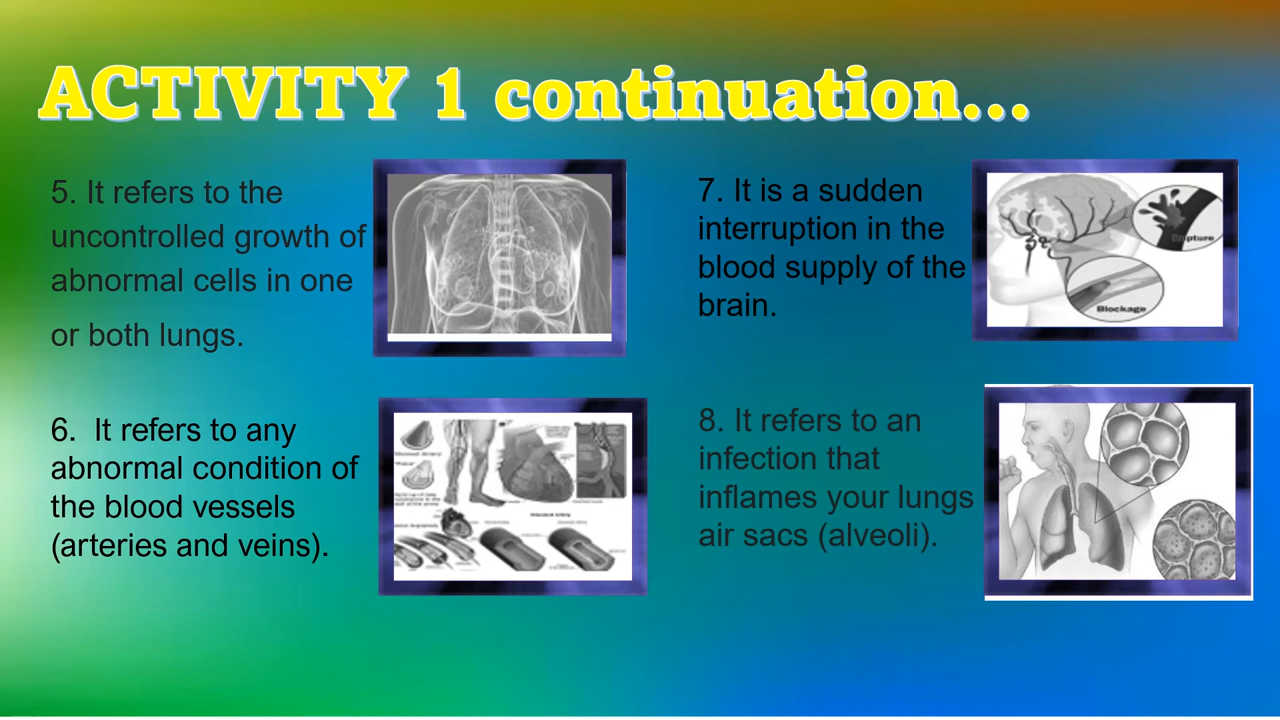 ACTIVITY 1 continuation...
5. It refers to the
uncontrolled growth of
abnormal cells in one
or both lungs.
6.  It refers to any
abnormal condition of
the blood vessels
(arteries and veins).
7. It is a sudden
interruption in the
blood supply of the
brain.
Blockage
8. It refers to an
infection that
inflames your lungs
air sacs (alveoli).